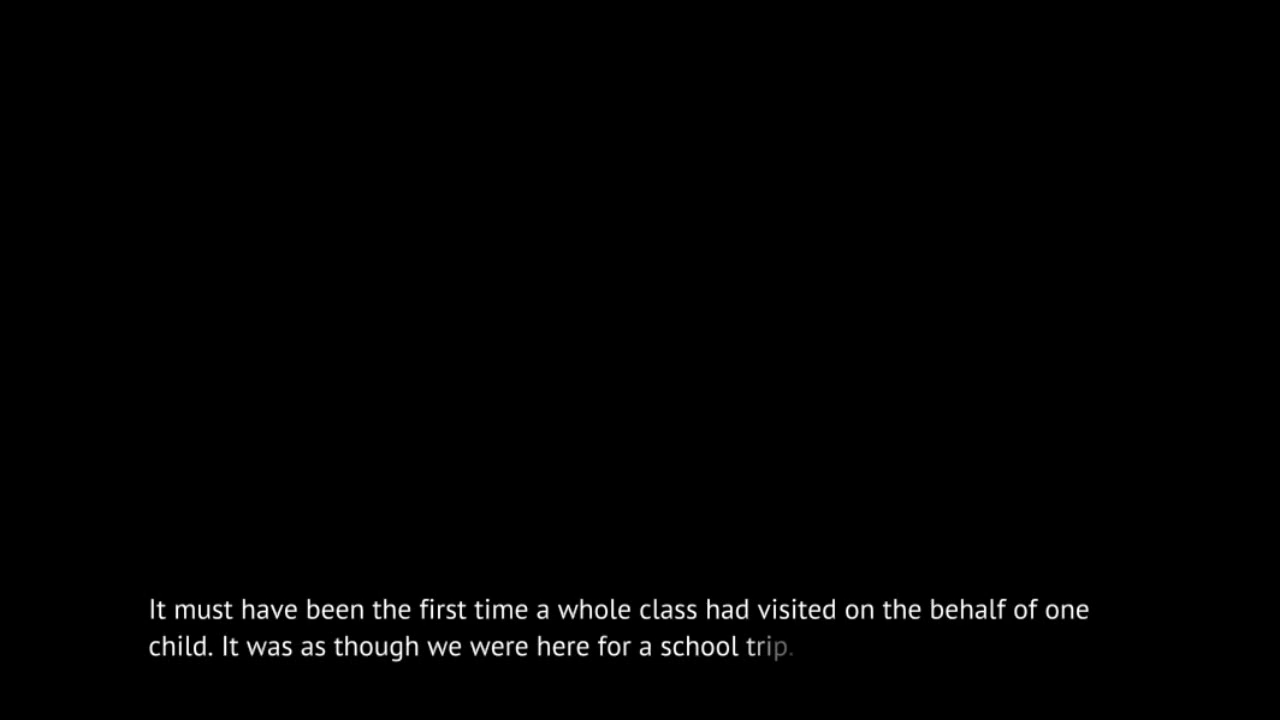 It must have been the first time a whole class had visited on the behalf of one
child. It was as though we were here for a school trip.